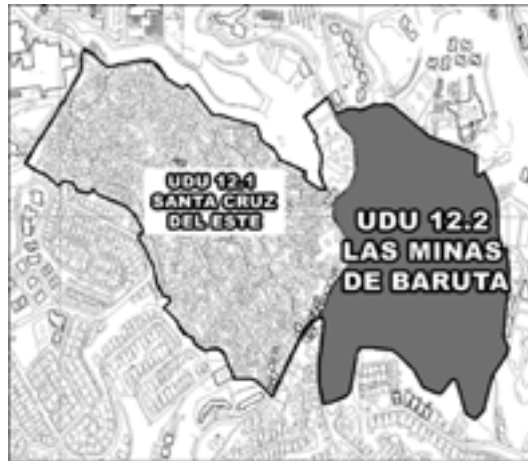 UDU 12.1
SANTA CRUZ
DEL ESTE
UDU 12.2
LAS MINAS
DE BARUTA